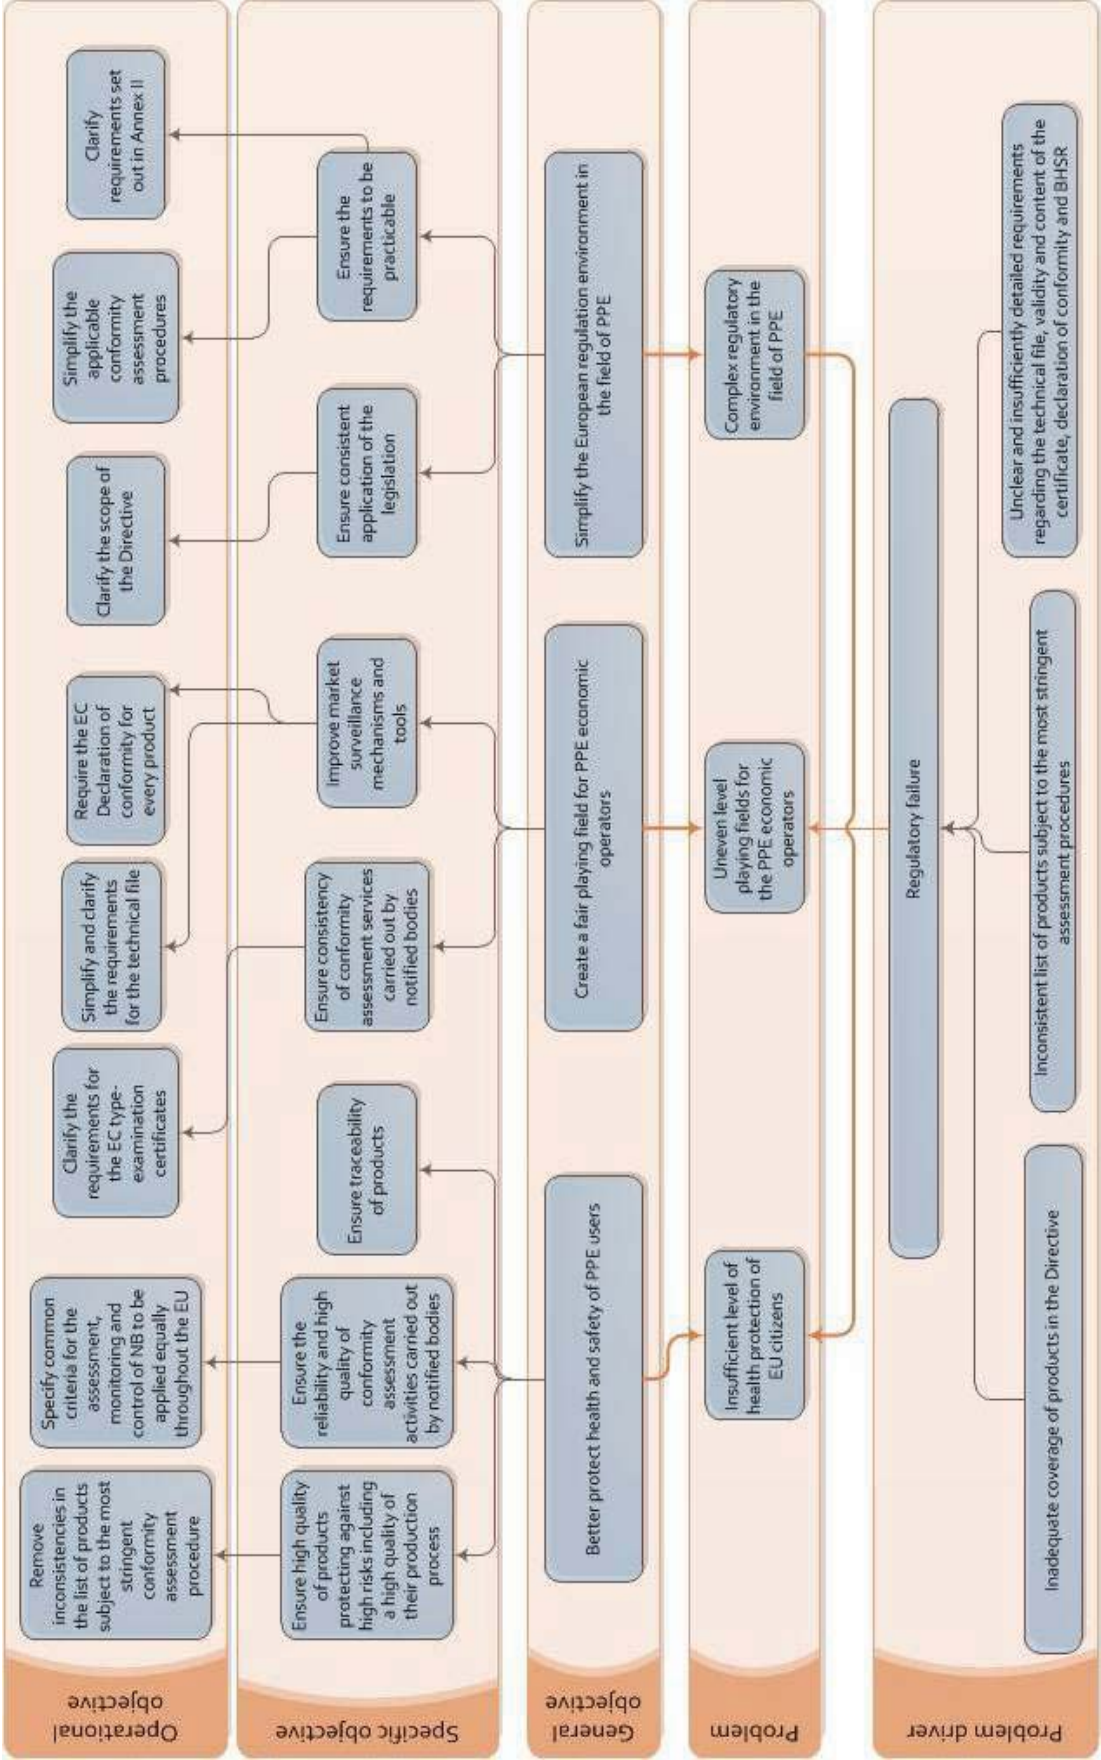 Operational
objective
Remove
inconsistencies in
the list of products
subject to the most
stringent
conformity
assessment
procedure
Specify common
criteria for the
assessment,
monitoring and
control of NB to be
applied equally
throughout the EU
Clarify the
requirements for
the EC type-
examination
certificates
Simplify and clarify
the requirements
for the technical file
Require the EC
Declaration of
conformity for
every product
Clarify the scope of
the Directive
Simplify the
applicable
conformity
assessment
procedures
Clarify
requirements set
out in Annex II
Specific objective
Ensure high quality
of products
protecting against
high risks including
a high quality of
their production
process
Ensure the
reliability and high
quality of
conformity
assessment
activities carried out
by notified bodies
Ensure traceability
of products
Ensure consistency
of conformity
assessment services
carried out by
notified bodies
Improve market
surveillance
mechanisms and
tools
Ensure consistent
application of the
legislation
Ensure the
requirements to be
practicable
General
objective
Better protect health and safety of PPE users
Create a fair playing field for PPE economic
operators
Simplify the European regulation environment in
the field of PPE
Problem
Insufficient level of
health protection of
EU citizens
Uneven level
playing fields for
the PPE economic
operators
Complex regulatory
environment in the
field of PPE
Problem driver
Regulatory failure
Inadequate coverage of products in the Directive
Inconsistent list of products subject to the most stringent
assessment procedures
Unclear and insufficiently detailed requirements
regarding the technical file, validity and content of the
certificate, declaration of conformity and BHSR